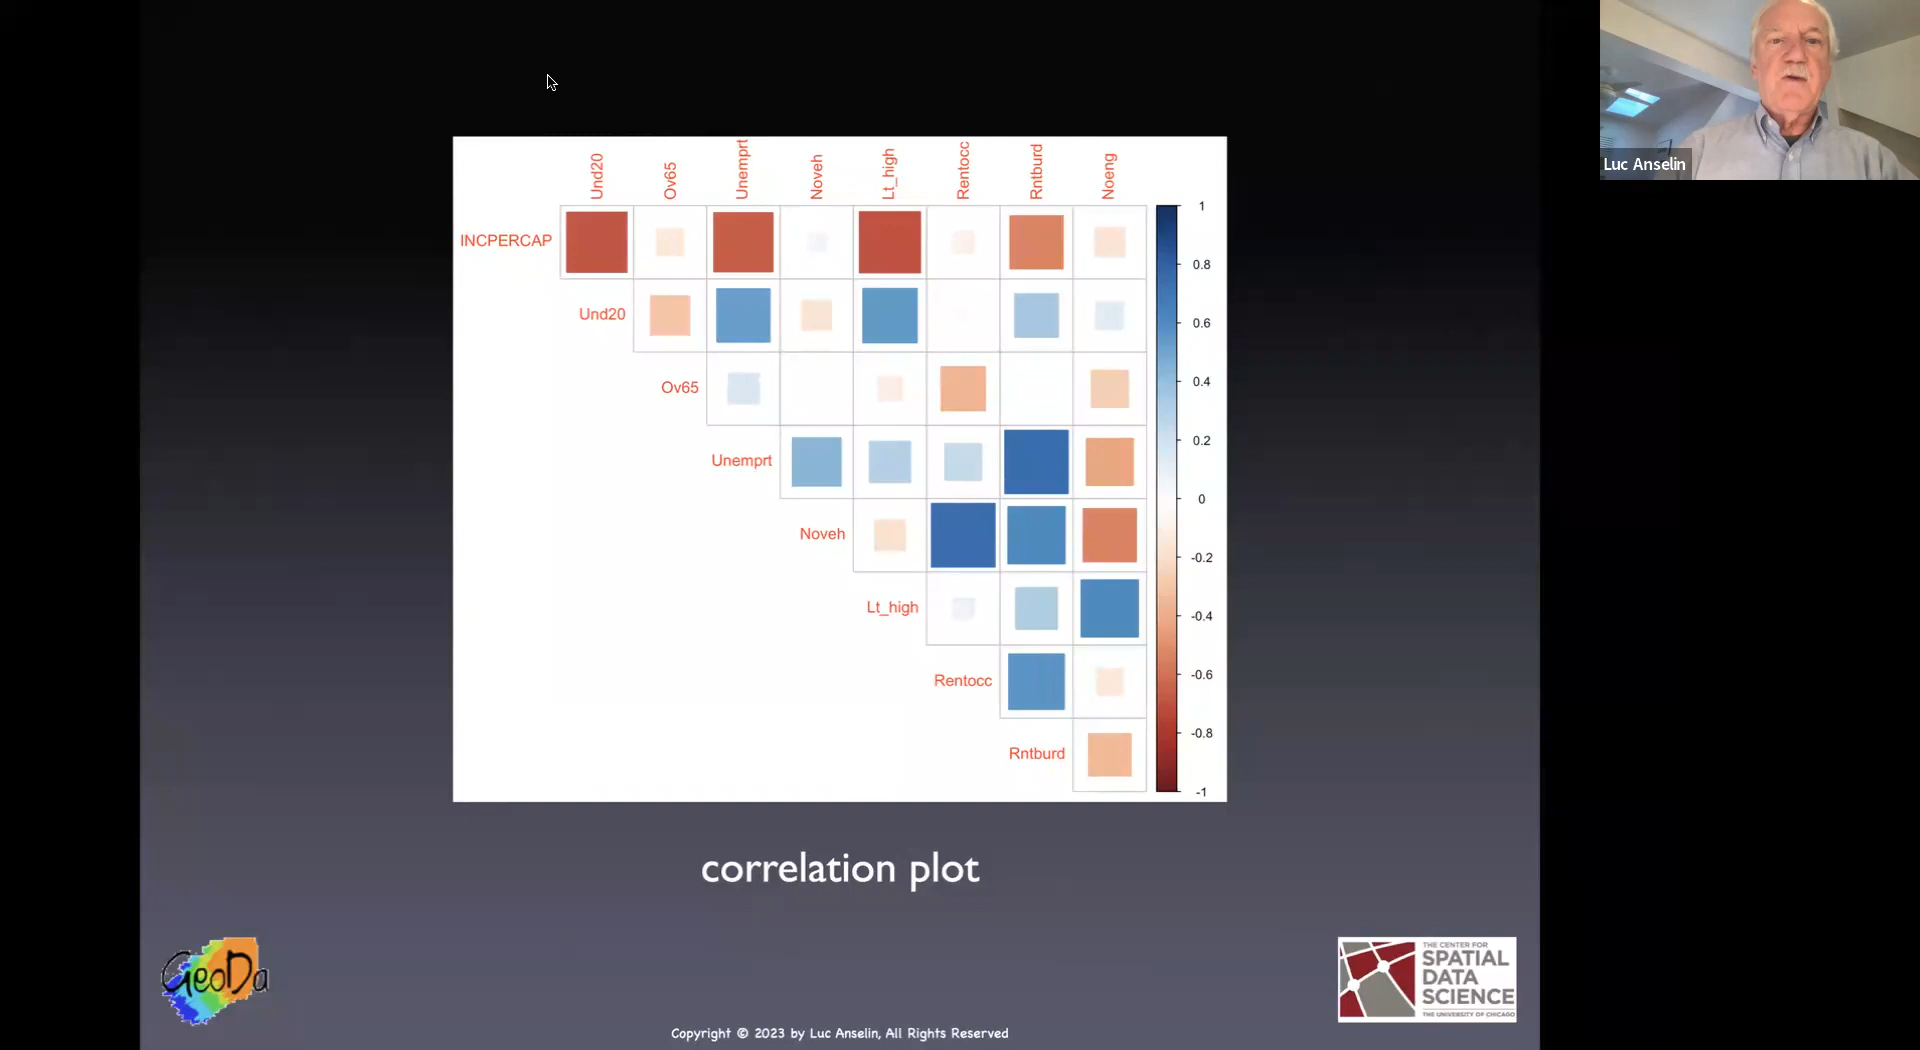 Luc Anselin
Und20
Ov65
Unemprt
Noveh
Lt_high
Rentocc
Rntburd
Noeng
INCPERCAP
Und20
Ov65
Unemprt
Noveh
Lt_high
Rentocc
Rntburd
1
0.8
0.6
0.4
0.2
0
-0.2
-0.4
-0.6
-0.8
-1
correlation plot
GeoDa
THE CENTER FOR
SPATIAL
DATA
SCIENCE
THE UNIVERSITY OF CHICAGO
Copyright © 2023 by Luc Anselin, All Rights Reserved